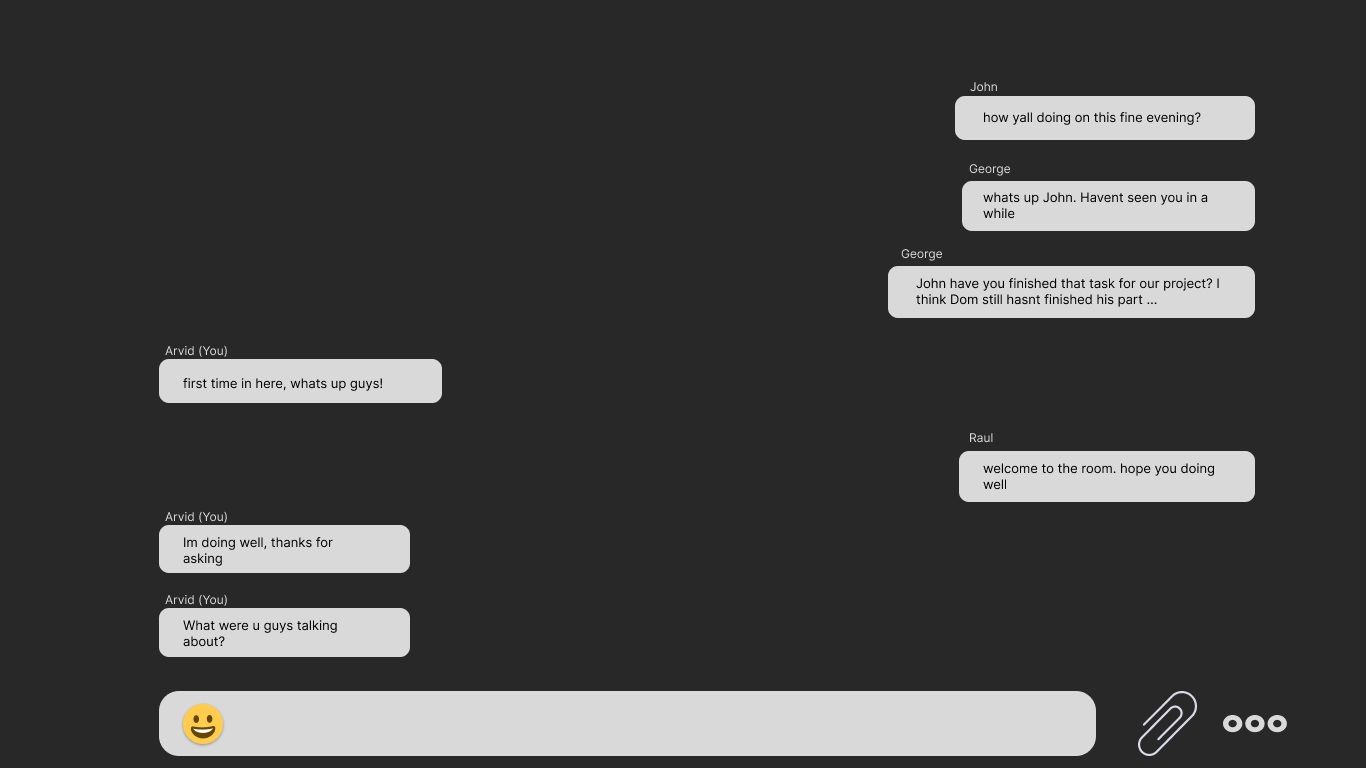 John
how yall doing on this fine evening?
George
whats up John. Havent seen you in a
while
George
John have you finished that task for our project? I
think Dom still hasnt finished his part ...
Arvid (You)
first time in here, whats up guys!
Raul
welcome to the room. hope you doing
well
Arvid (You)
Im doing well, thanks for
asking
Arvid (You)
What were u guys talking
about?